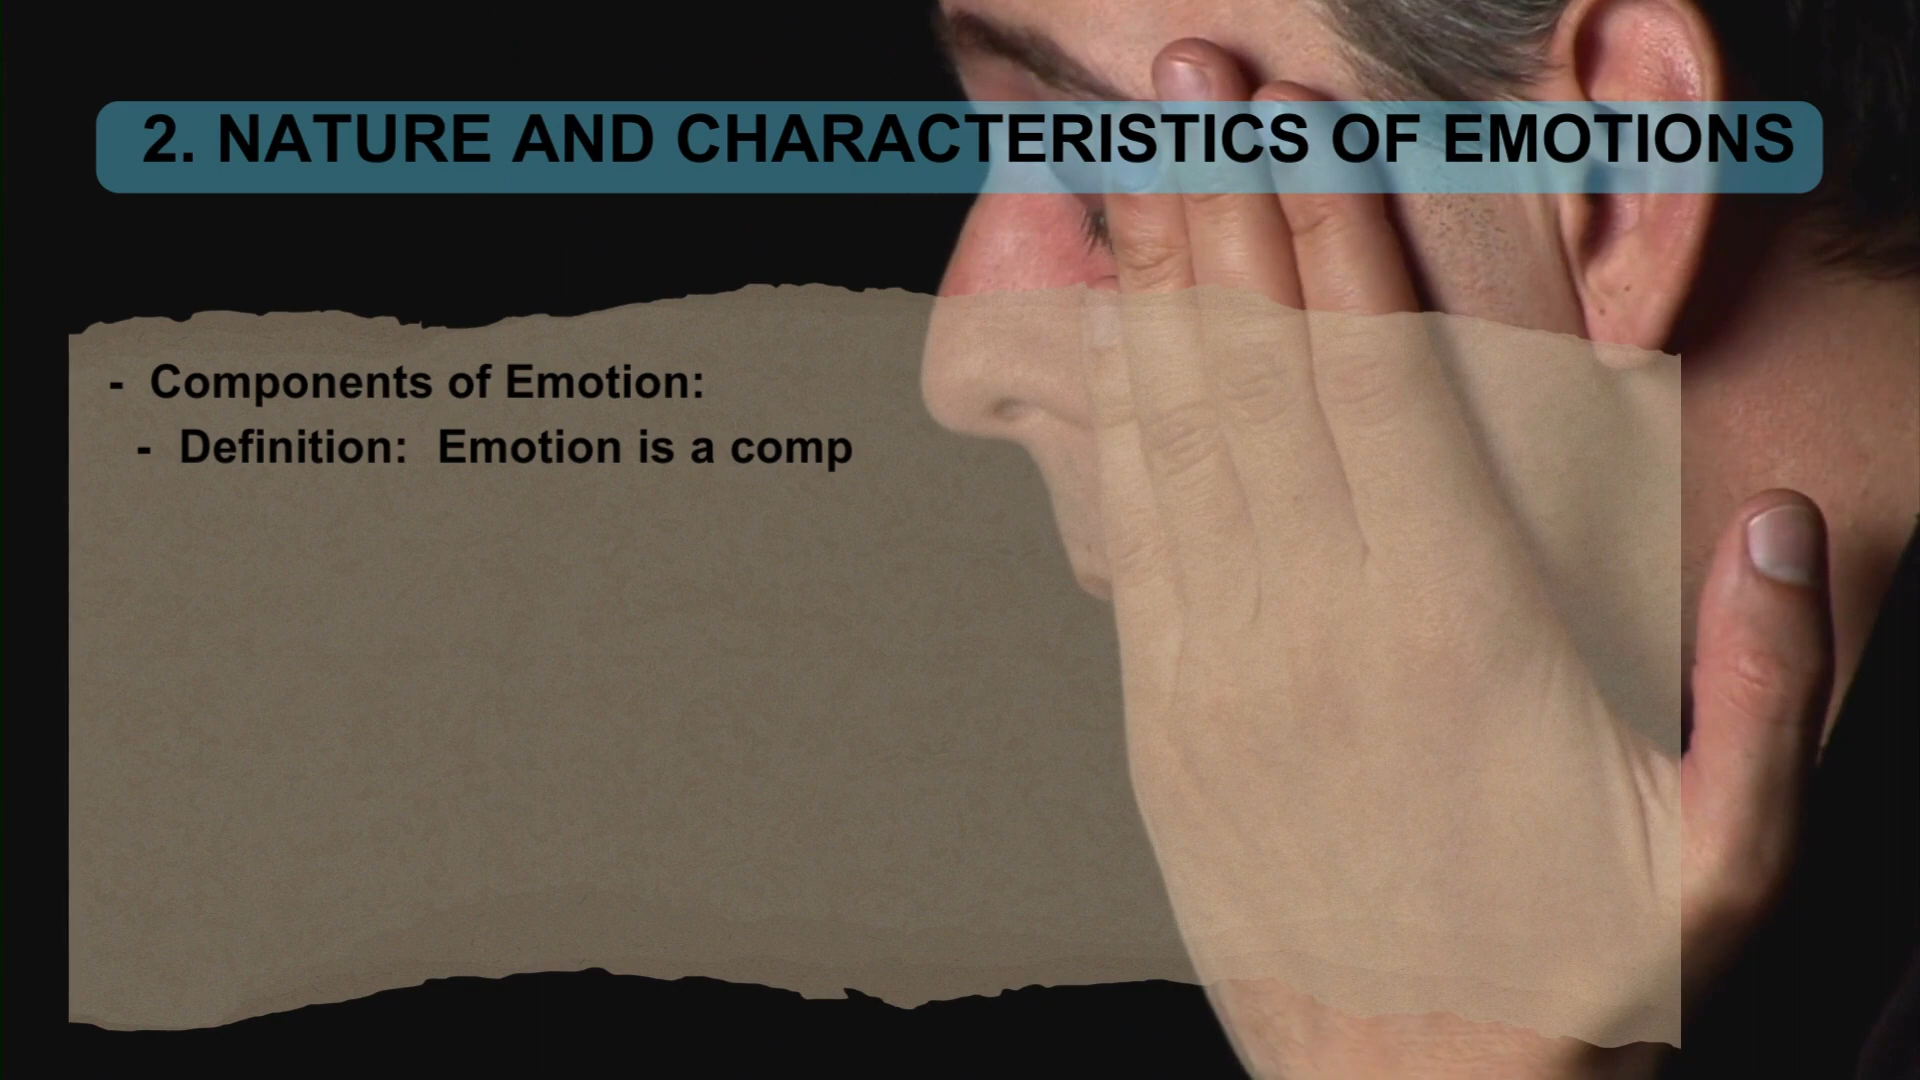 2. NATURE AND CHARACTERISTICS OF EMOTIONS
- Components of Emotion:
- Definition: Emotion is a comp